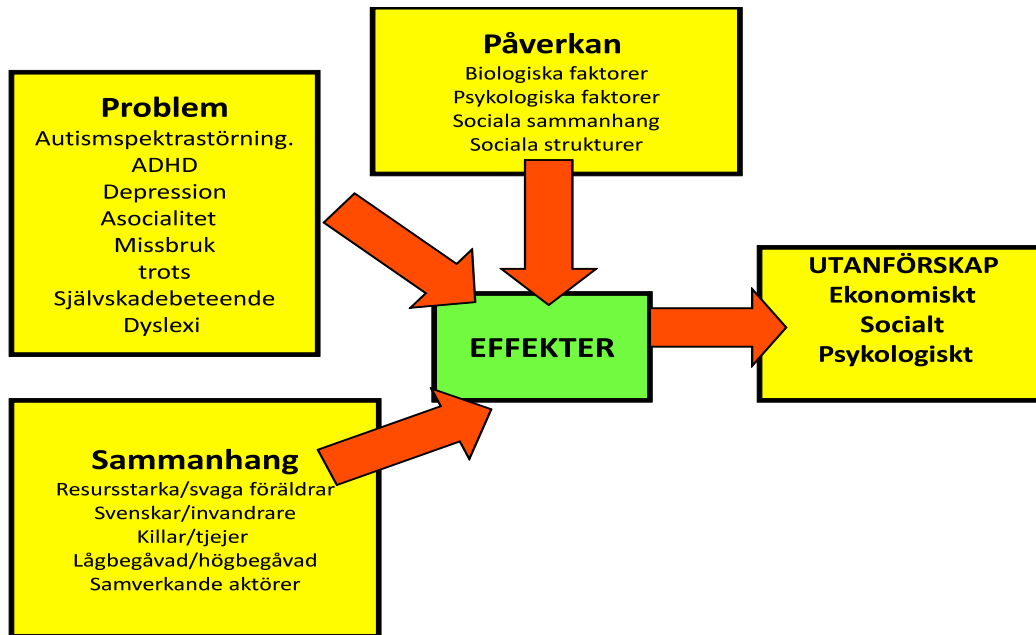 Påverkan
Biologiska faktorer
Psykologiska faktorer
Sociala sammanhang
Sociala strukturer
Problem
Autismspektrastörning.
ADHD
Depression
Asocialitet
Missbruk
trots
Självskadebeteende
Dyslexi
EFFEKTER
UTANFÖRSKAP
Ekonomiskt
Socialt
Psykologiskt
Sammanhang
Resursstarka/svaga föräldrar
Svenskar/invandrare
Killar/tjejer
Lågbegåvad/högbegåvad
Samverkande aktörer